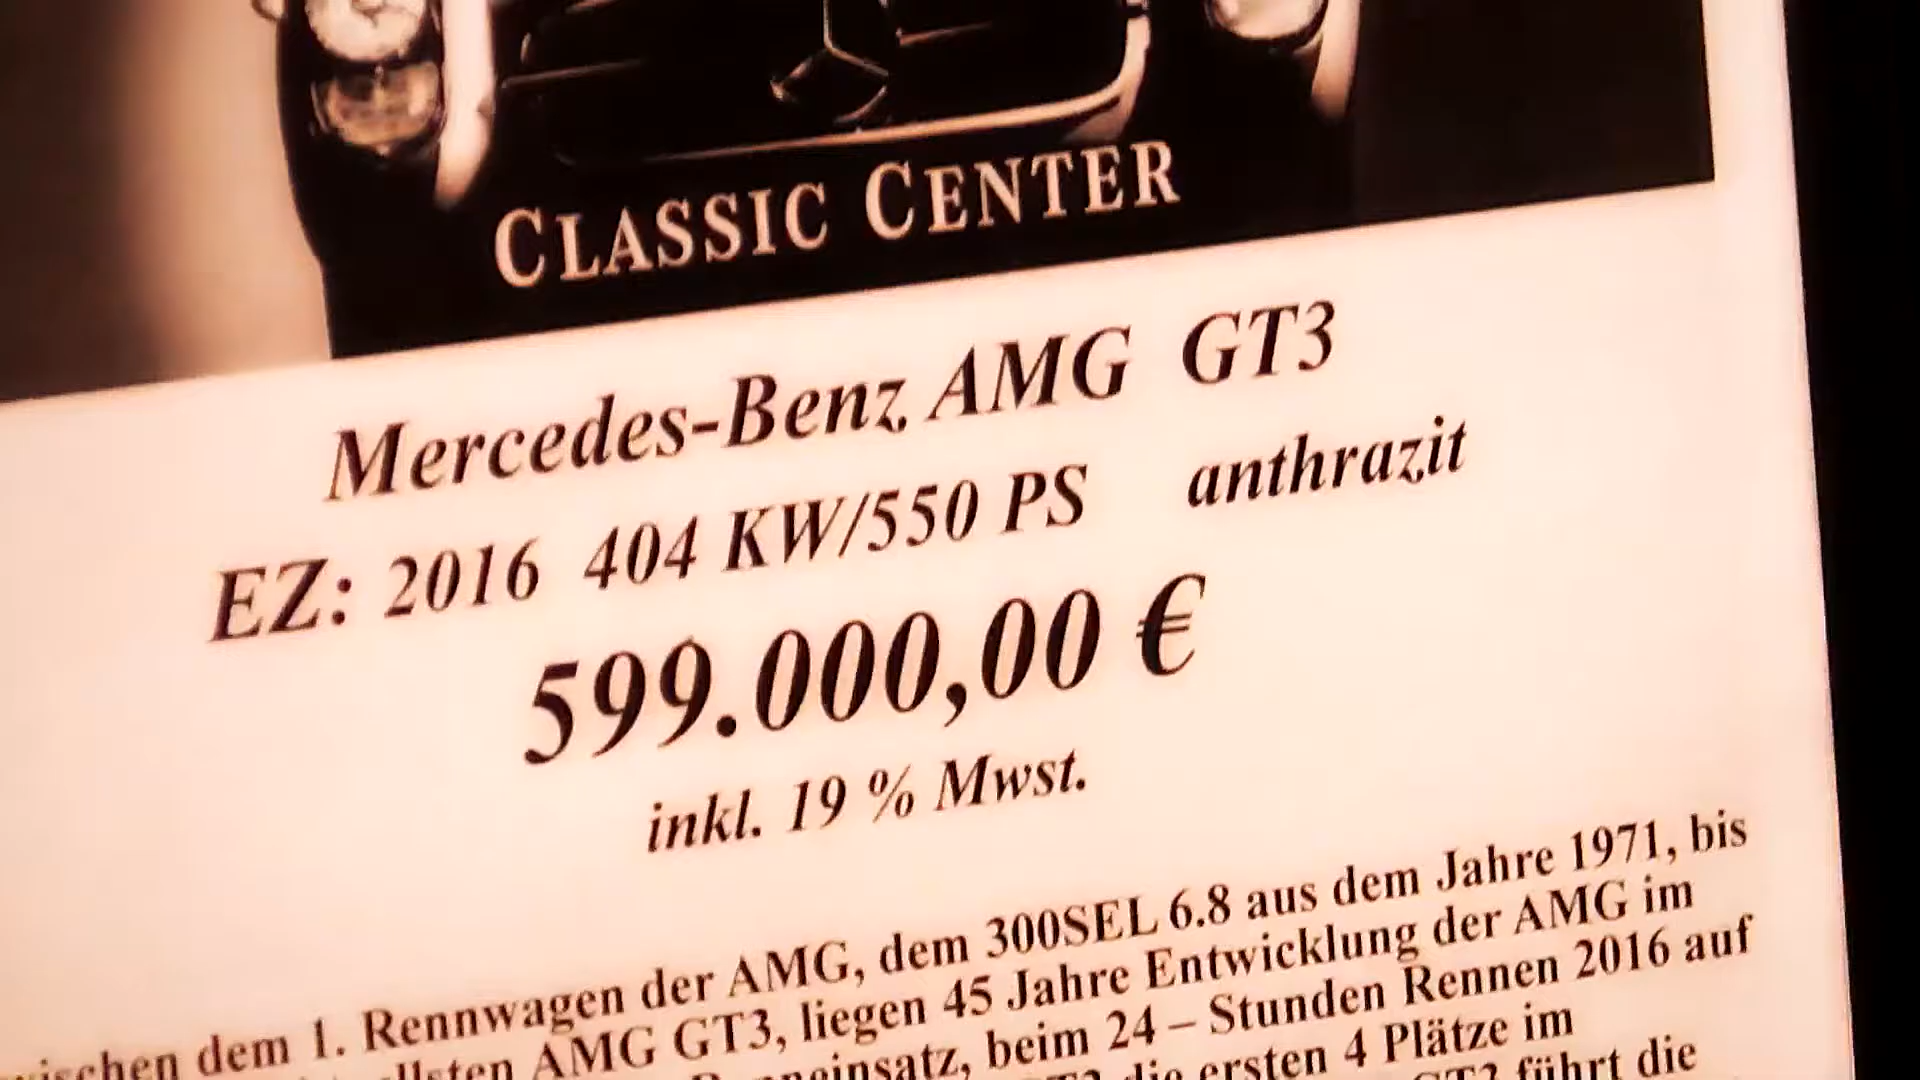 CLASSIC CENTER
Mercedes-Benz AMG GT3
EZ: 2016 404 KW/550 PS anthrazit
599.000,00 €
inkl. 19 % Mwst.
dem 1. Rennwagen der AMG, dem 300SEL 6.8 aus dem Jahre 1971, bis
AMG GT3, liegen 45 Jahre Entwicklung der AMG im
beim 24 – Stunden Rennen 2016 auf
die ersten 4 Plätze im
führt die